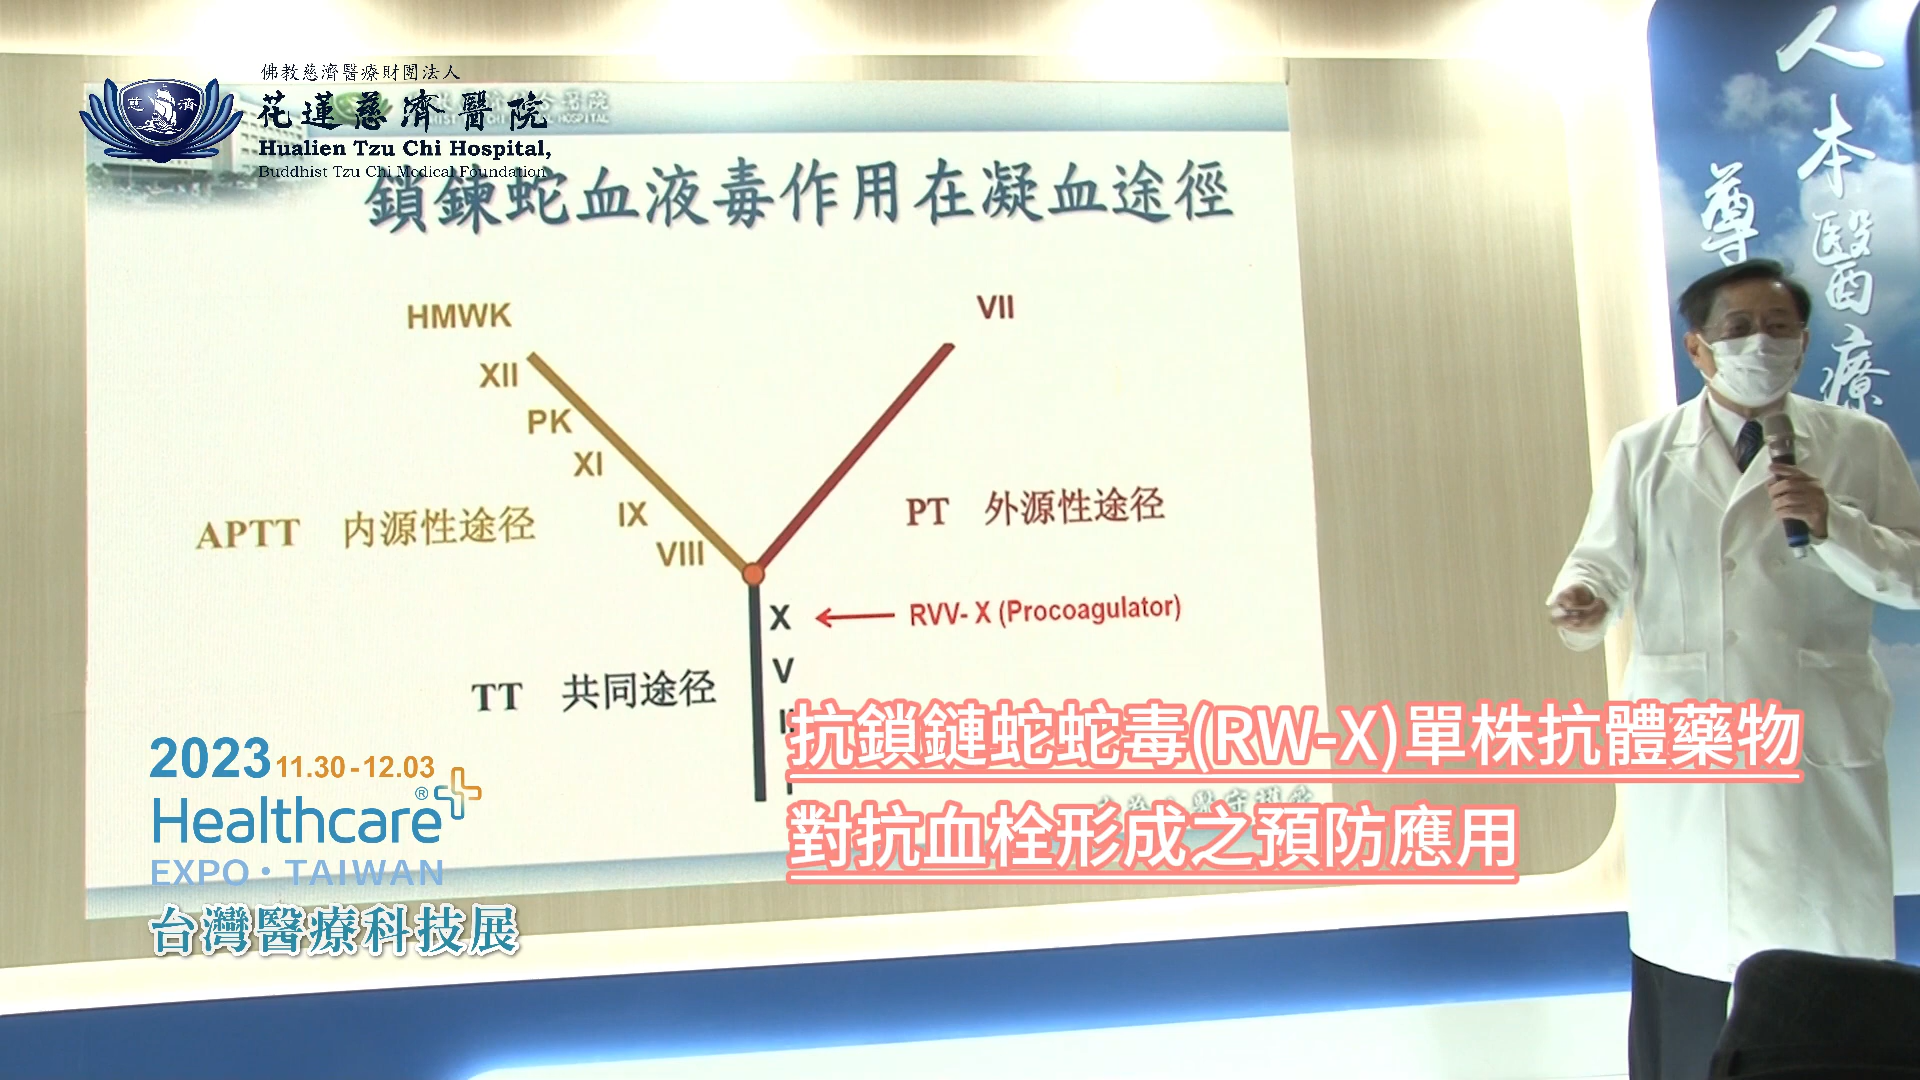 佛教慈濟醫療財團法人
花蓮慈濟醫院
Hualien Tzu Chi Hospital,
Buddhist Tzu Chi Medical Foundation
慈濟
鎖鍊蛇血液毒作用在凝血途徑
HMWK
VII
XII
PK
XI
IX
VIII
APTT 内源性途径
PT 外源性途径
X
RVV- X (Procoagulator)
V
TT 共同途径
抗鎖鏈蛇蛇毒(RW-X)單株抗體藥物
對抗血栓形成之預防應用
2023 11.30-12.03
Healthcare®
EXPO·TAIWAN
台灣醫療科技展
人本醫療
尊